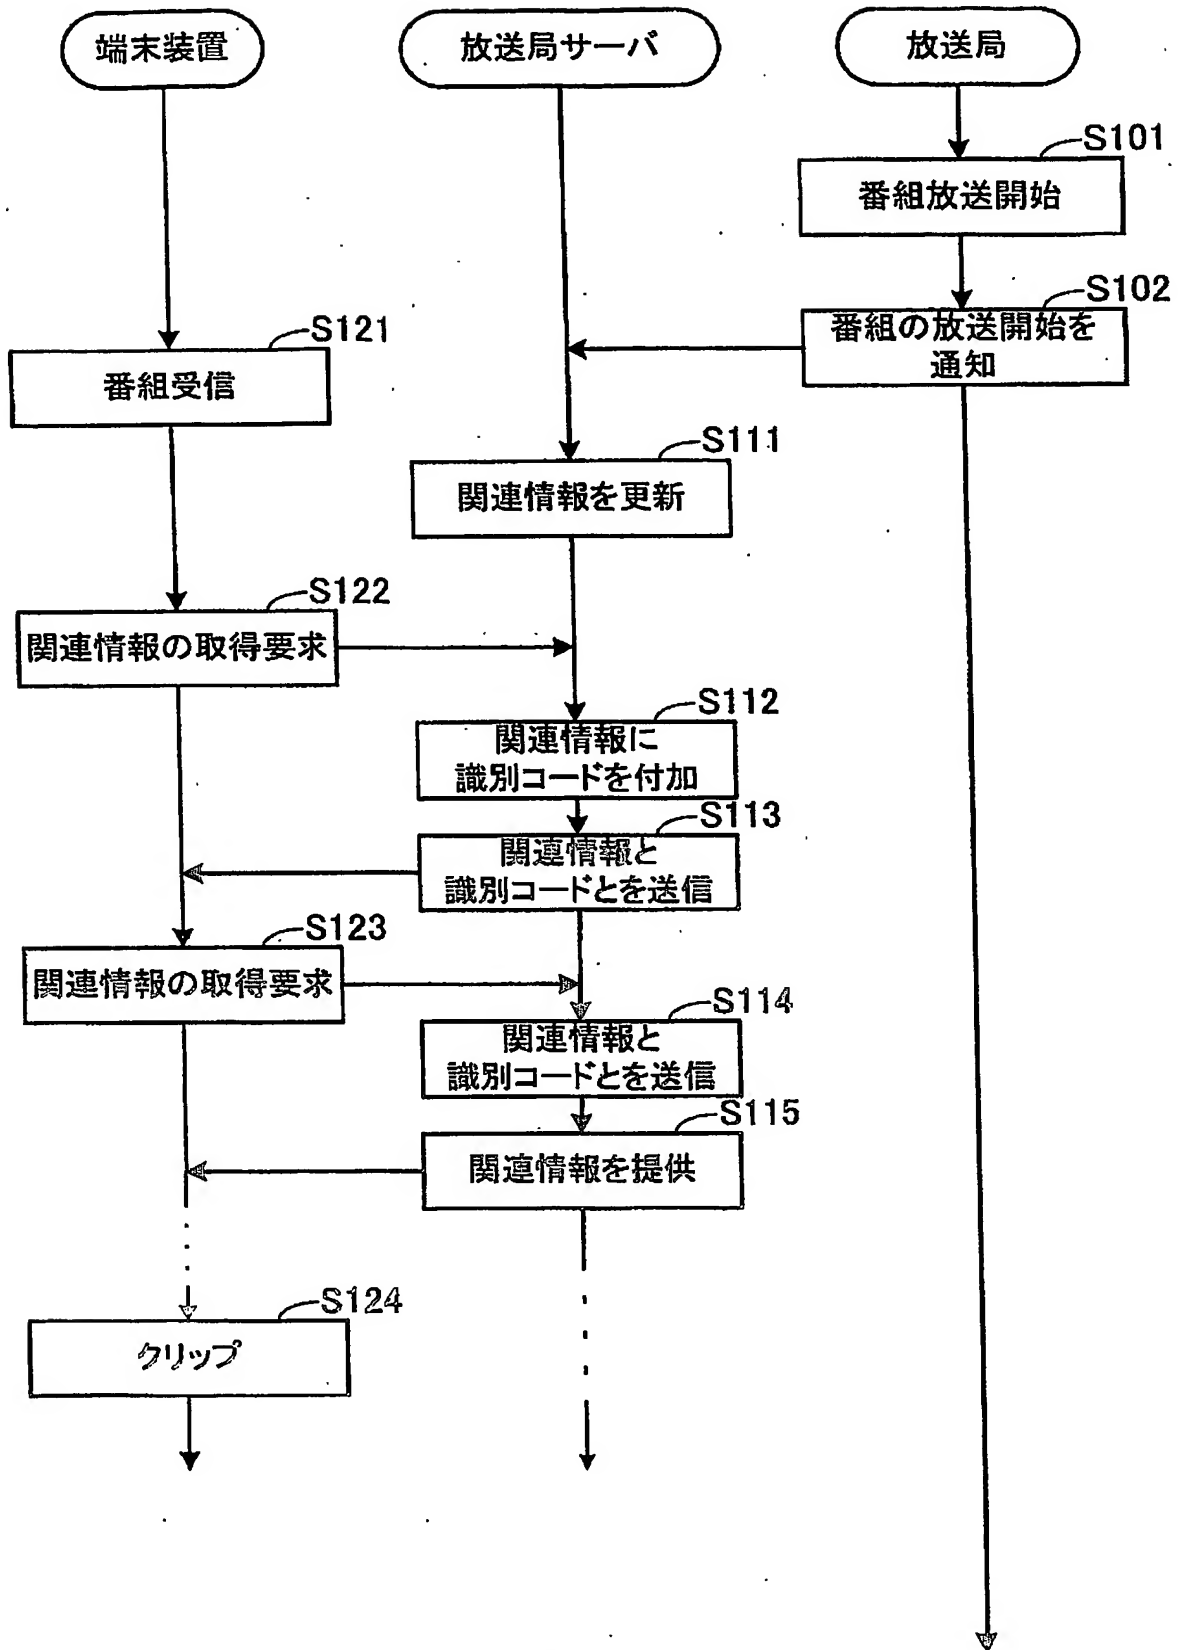 端末装置
放送局サーバ
放送局
S101
番組放送開始
S102
番組の放送開始を
通知
S121
番組受信
S111
関連情報を更新
S122
関連情報の取得要求
S112
関連情報に
識別コードを付加
S113
関連情報と
識別コードとを送信
S123
関連情報の取得要求
S114
関連情報と
識別コードとを送信
S115
関連情報を提供
S124
クリップ